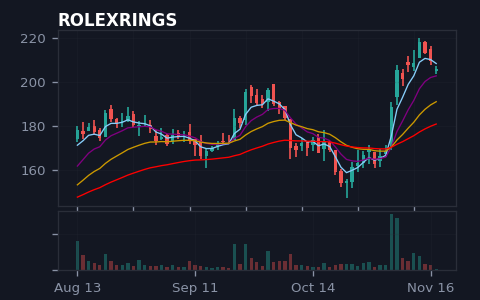 ROLEXRINGS
220
200
180
160
Aug 13
Sep 11
Oct 14
Nov 16